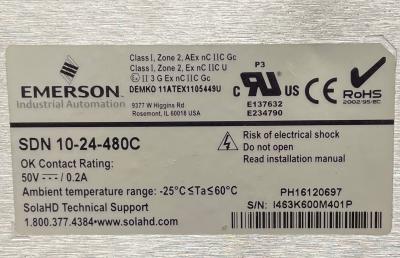 EMERSON
Industrial Automation
Class I, Zone 2, AEx nC IIC Gc
Class I, Zone 2, Ex nC IIC U
II 3 G Ex nC IIC Gc
DEMKO 11ATEX1105449U
9377 W Higgins Rd
Rosemont, IL 60018 USA
P3
C UL US
E137632
E234790
CE
RoHS
2002/95/EC
SDN 10-24-480C
OK Contact Rating:
50V --- / 0.2A
Ambient temperature range: -25°C≤Ta≤60°C
SolaHD Technical Support
1.800.377.4384 • www.solahd.com
Risk of electrical shock
Do not open
Read install manual
PH16120697
S/N: I463K600M401P